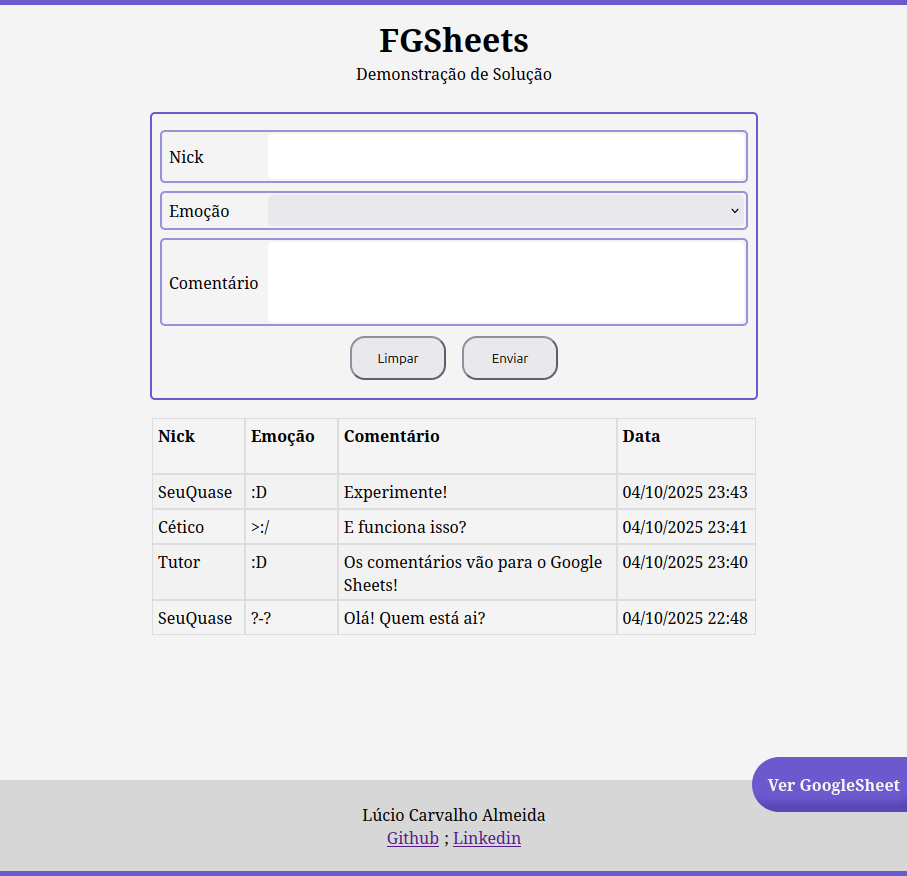 FGSheets
Demonstração de Solução
Nick
Emoção
Comentário
Limpar Enviar
Nick Emoção Comentário Data
SeuQuase :D Experimente! 04/10/2025 23:43
Cético >:/ E funciona isso? 04/10/2025 23:41
Tutor :D Os comentários vão para o Google 04/10/2025 23:40
Sheets!
SeuQuase ?-? Olá! Quem está ai? 04/10/2025 22:48
Ver GoogleSheet
Lúcio Carvalho Almeida
Github ; Linkedin